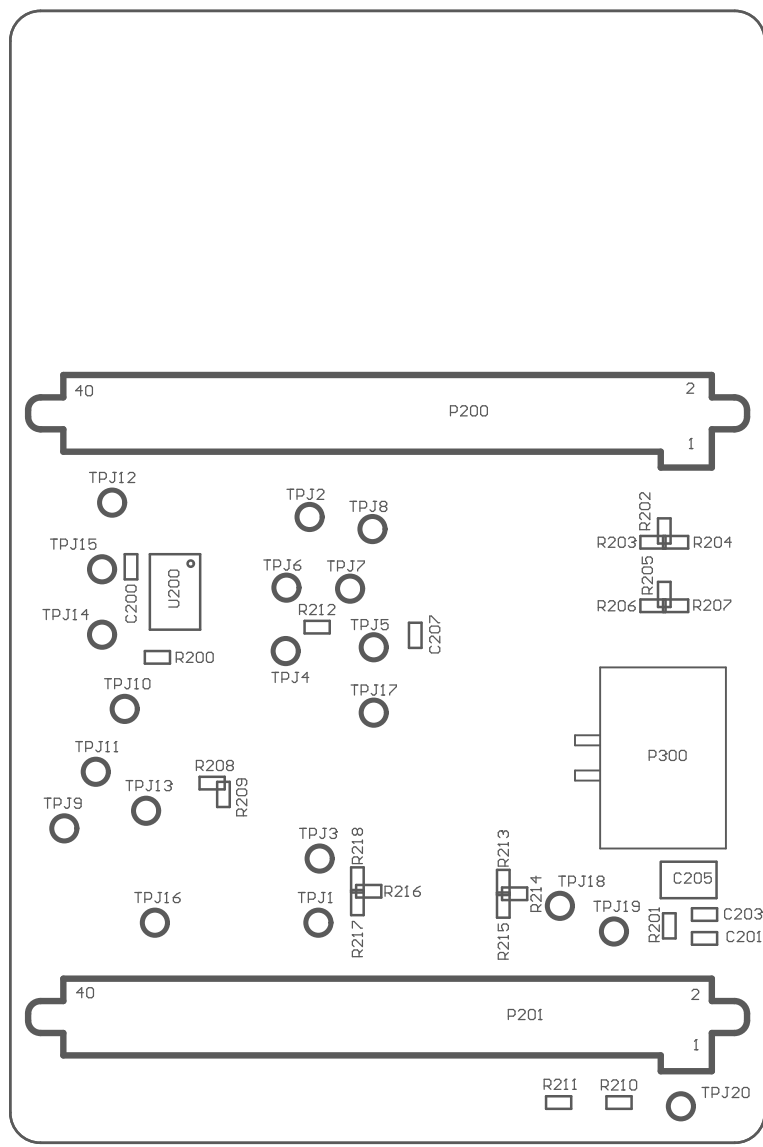 40
2
P200
1
TPJ12
TPJ2
TPJ8
R202
TPJ15
R203
R204
TPJ6
TPJ7
R205
U200
C200
TPJ14
R212
R206
R207
TPJ5
C207
R200
TPJ4
TPJ10
TPJ17
TPJ11
P300
R208
TPJ13
R209
TPJ9
TPJ3
R218
R213
C205
TPJ18
TPJ16
TPJ1
R216
R214
TPJ19
R201
C203
R217
R215
C201
40
2
P201
1
R211
R210
TPJ20